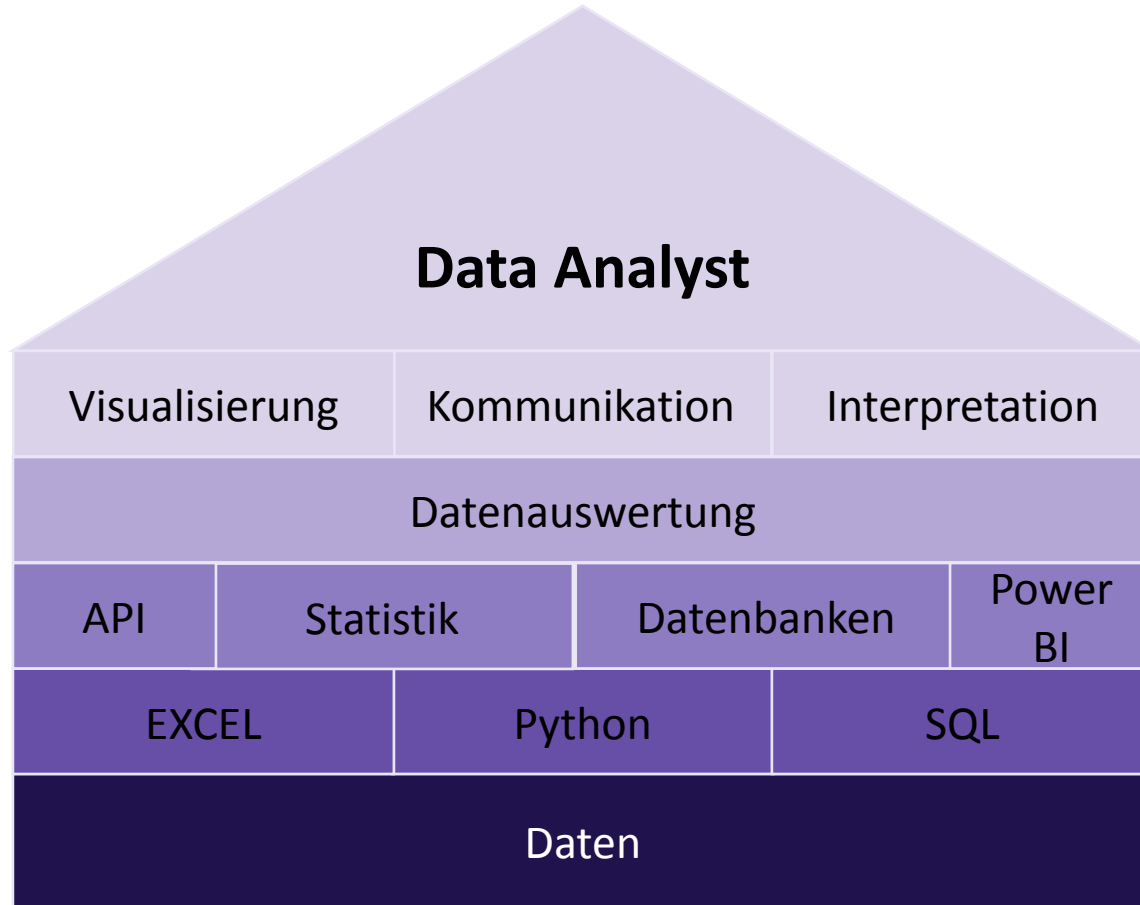 Data Analyst
Visualisierung
Kommunikation
Interpretation
Datenauswertung
API
Statistik
Datenbanken
Power
BI
EXCEL
Python
SQL
Daten